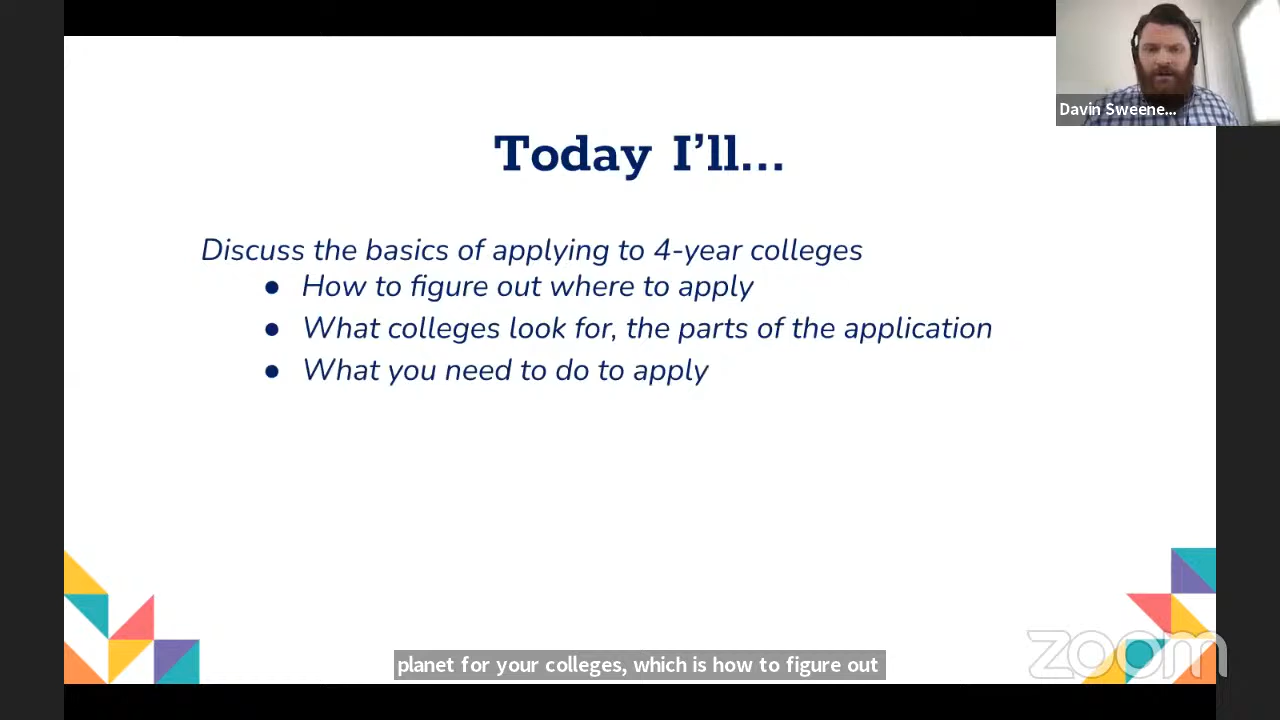 Davin Sweene...
Today I'll...
Discuss the basics of applying to 4-year colleges
● How to figure out where to apply
● What colleges look for, the parts of the application
● What you need to do to apply
planet for your colleges, which is how to figure out
zoom